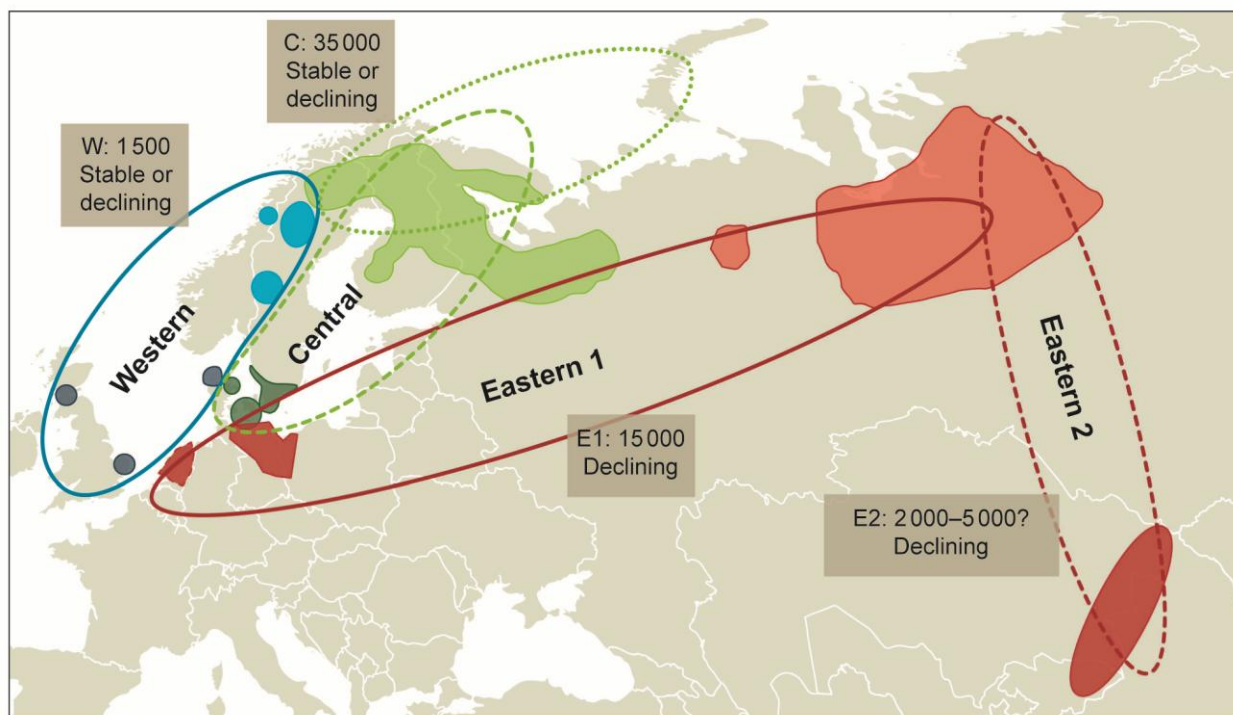 C: 35 000
Stable or
declining
W: 1 500
Stable or
declining
Western
Central
Eastern 1
Eastern 2
E1: 15 000
Declining
E2: 2 000–5 000?
Declining